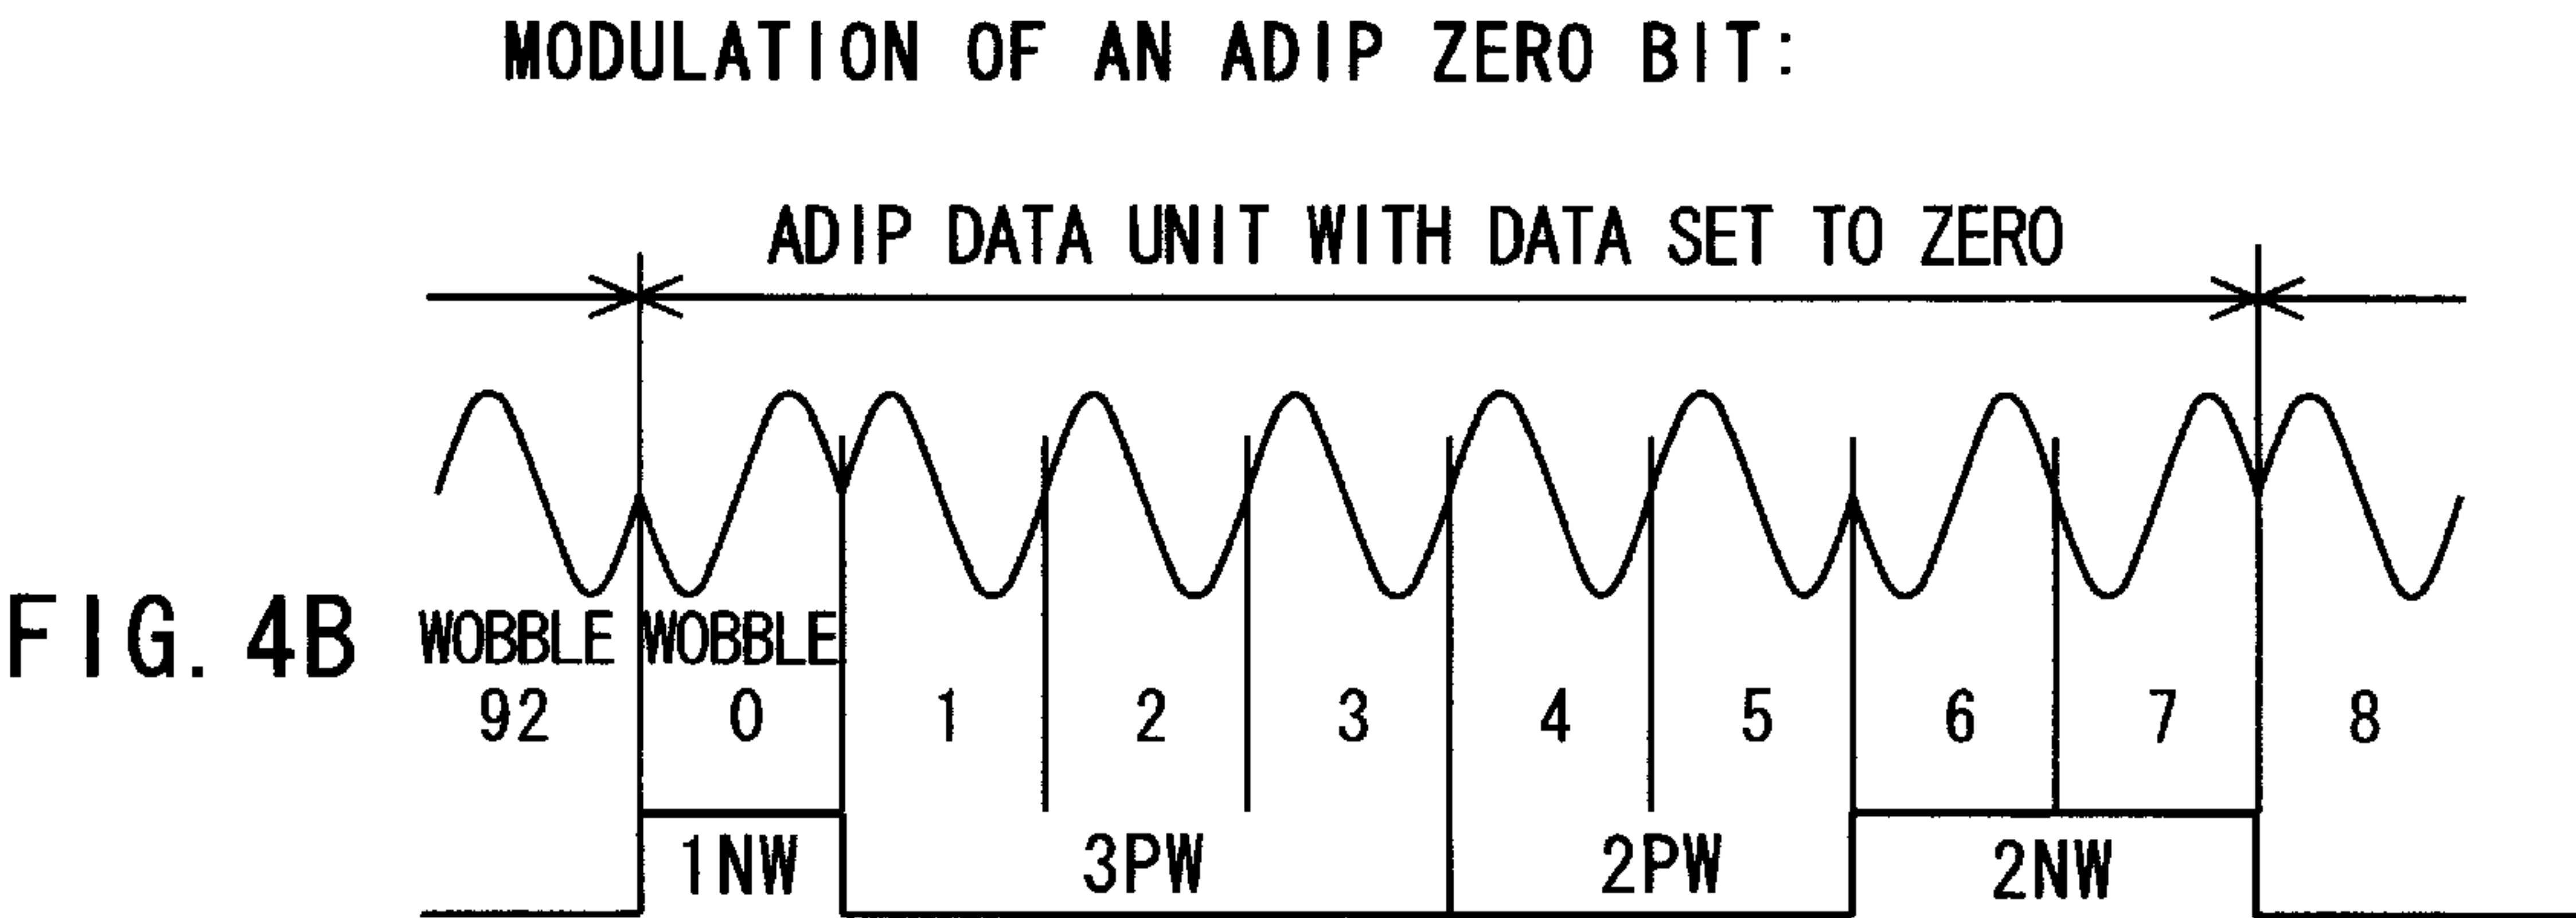 MODULATION OF AN ADIP ZERO BIT:
ADIP DATA UNIT WITH DATA SET TO ZERO
FIG. 4B
WOBBLE WOBBLE
92 0 1 2 3 4 5 6 7 8
1NW 3PW 2PW 2NW